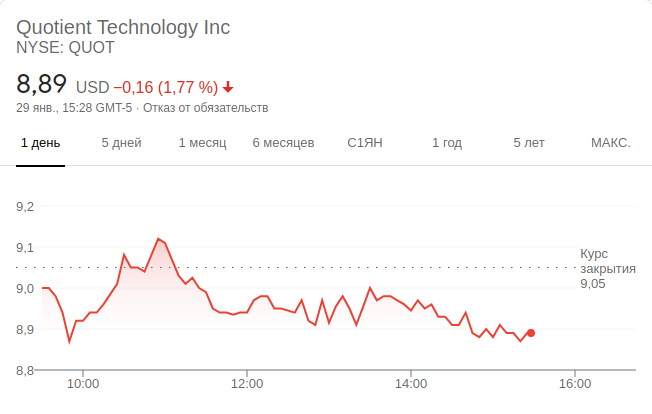 Quotient Technology Inc
NYSE: QUOT
8,89 USD −0,16 (1,77 %)
29 янв., 15:28 GMT-5 · Отказ от обязательств
1 день 5 дней 1 месяц 6 месяцев С1ЯН 1 год 5 лет МАКС.
9,2
9,1
Курс
закрытия
9,05
9,0
8,9
8,8
10:00 12:00 14:00 16:00